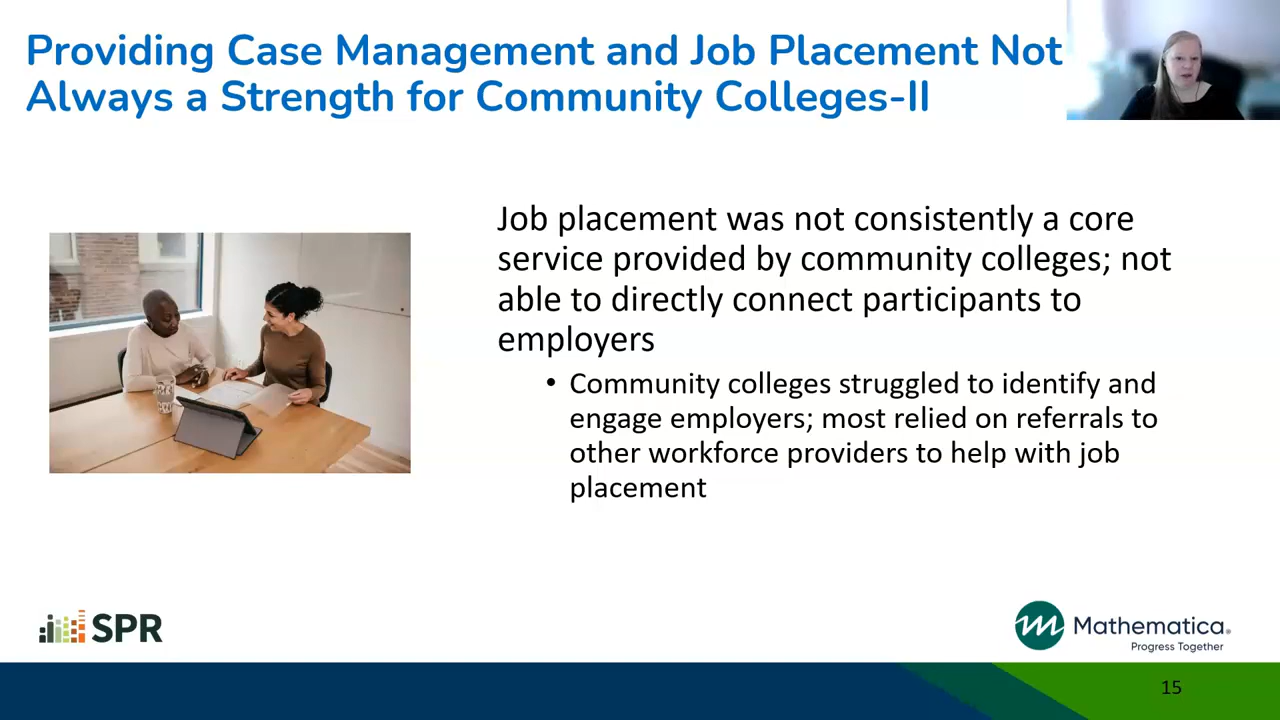 Providing Case Management and Job Placement Not
Always a Strength for Community Colleges-II
Job placement was not consistently a core
service provided by community colleges; not
able to directly connect participants to
employers
• Community colleges struggled to identify and
engage employers; most relied on referrals to
other workforce providers to help with job
placement
SPR
Mathematica.
Progress Together
15